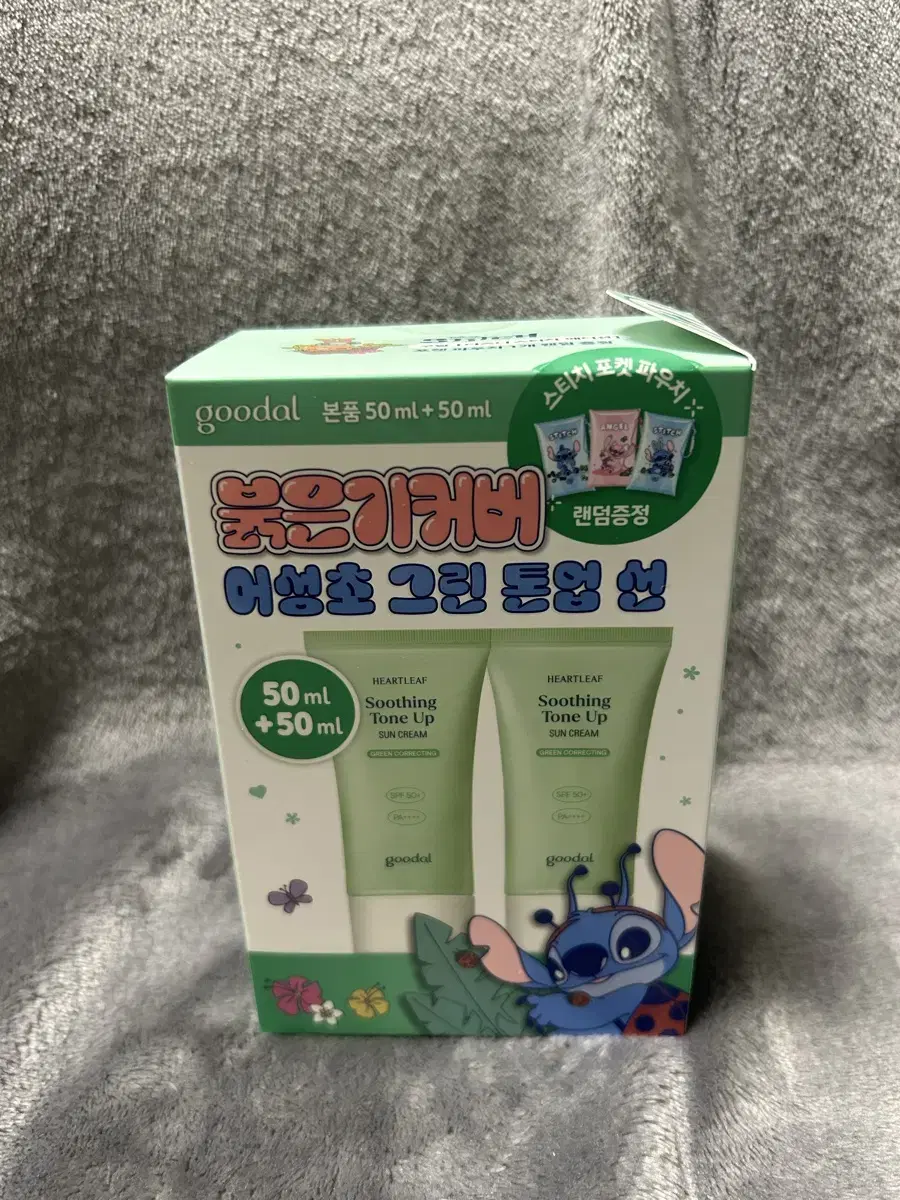 goodal 본품 50 ml + 50 ml
스티치 포켓 파우치
STITCH
ANGEL
STITCH
랜덤증정
붉은기커버
어성초 그린 톤업 선
50 ml
+50 ml
HEARTLEAF
Soothing
Tone Up
SUN CREAM
GREEN CORRECTING
SPF 50+
PA++++
goodal
HEARTLEAF
Soothing
Tone Up
SUN CREAM
GREEN CORRECTING
SPF 50+
PA++++
goodal